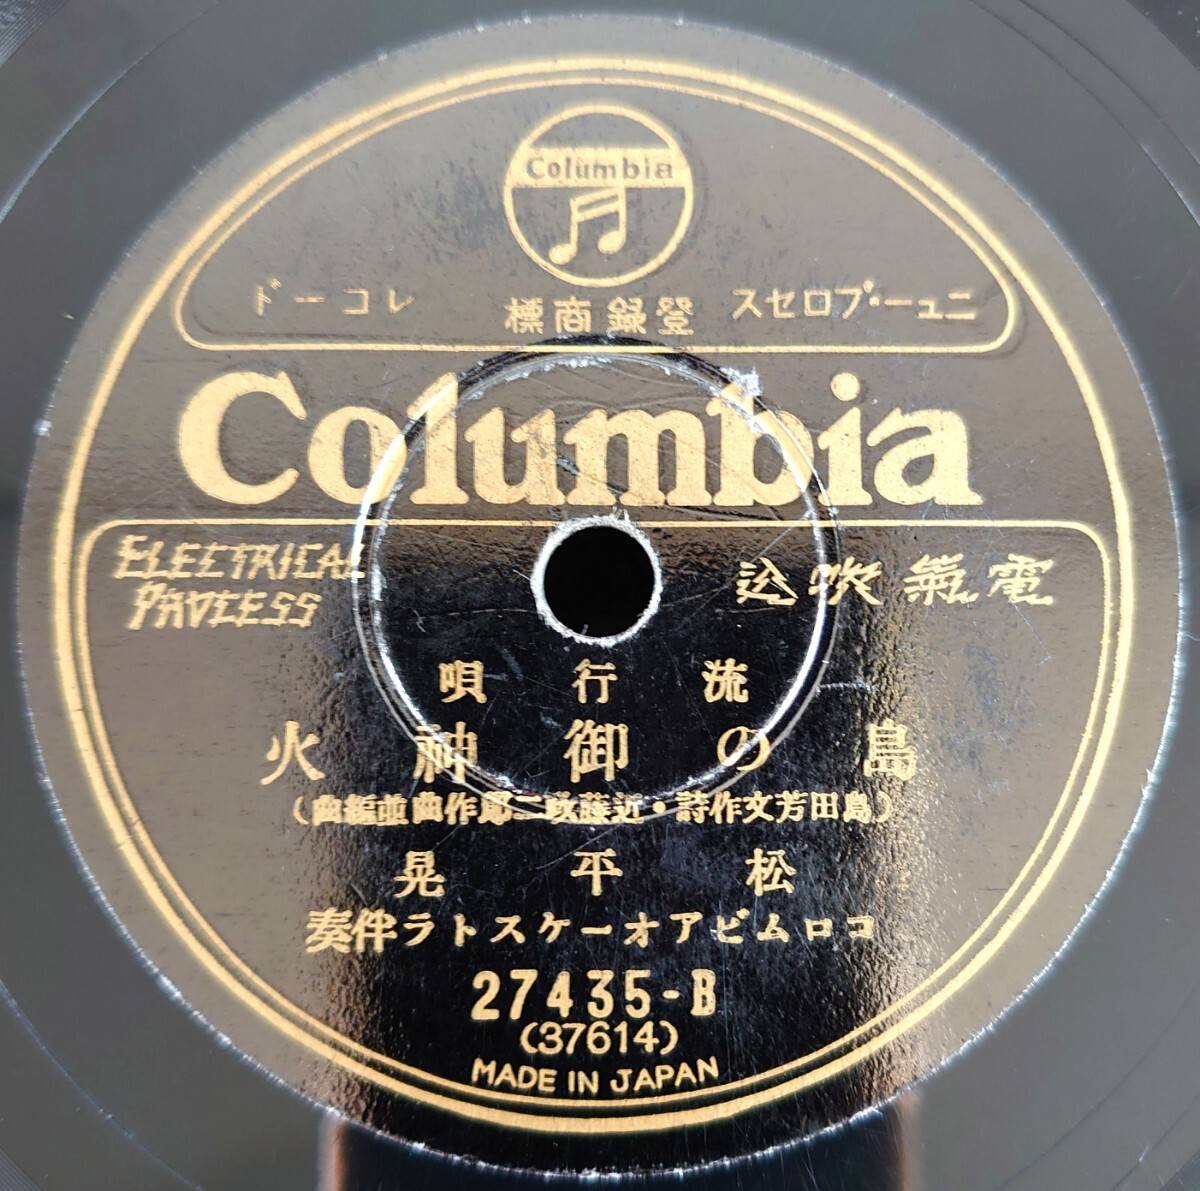 Columbia
ニュー・プロセス 登錄商標 レコード
Columbia
ELECTRICAL PROCESS
電氣吹込
流行唄
島の御神火
(島田芳文作詩・近藤政二郎作曲並編曲)
松平晃
コロムビアオーケストラ伴奏
27435-B
(37614)
MADE IN JAPAN